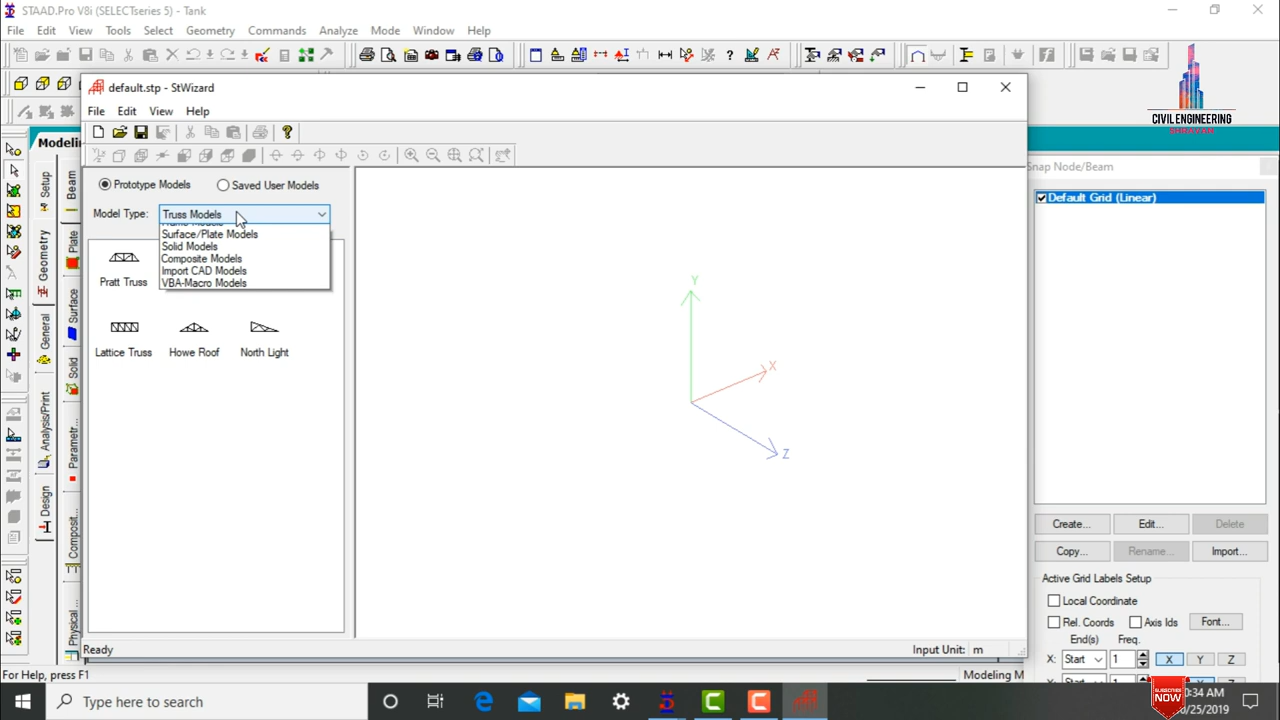 STAAD.Pro V8i (SELECTseries 5) - Tank
File Edit View Tools Select Geometry Commands Analyze Mode Window Help
default.stp - StWizard
File Edit View Help
CIVIL ENGINEERING
Modeling
Setup
Geometry
General
Analysis/Print
Design
Beam
Plate
Surface
Solid
Parametr...
Composit...
Physical
Prototype Models Saved User Models
Model Type: Truss Models
Frame Models
Surface/Plate Models
Solid Models
Composite Models
Import CAD Models
VBA-Macro Models
Pratt Truss
Lattice Truss Howe Roof North Light
Y
X
Z
Ready Input Unit: m
Snap Node/Beam
Default Grid (Linear)
Create... Edit... Delete
Copy... Rename... Import...
Active Grid Labels Setup
Local Coordinate
Rel. Coords Axis Ids Font...
End(s) Freq.
X: Start 1 X Y Z
For Help, press F1 Modeling M
Type here to search
SUBSCRIBE
NOW
:34 AM
/25/2019